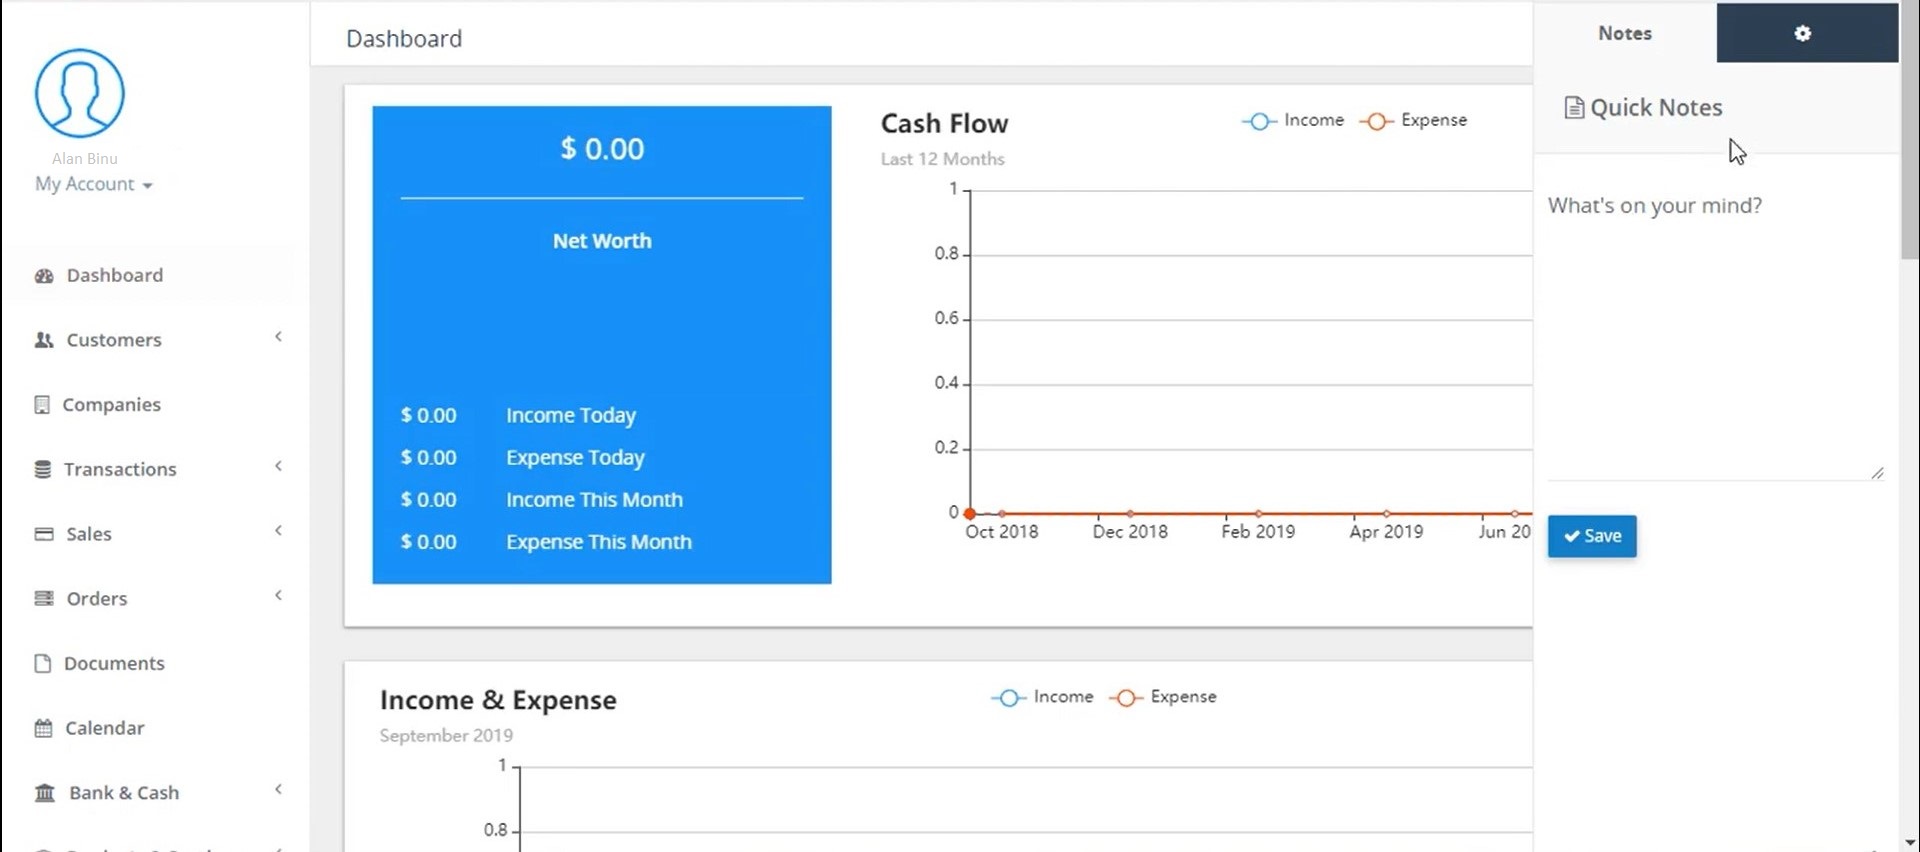 Alan Binu
My Account
Dashboard
Customers
Companies
Transactions
Sales
Orders
Documents
Calendar
Bank & Cash
Dashboard
$ 0.00
Net Worth
$ 0.00 Income Today
$ 0.00 Expense Today
$ 0.00 Income This Month
$ 0.00 Expense This Month
Cash Flow
Last 12 Months
Income Expense
1
0.8
0.6
0.4
0.2
0
Oct 2018 Dec 2018 Feb 2019 Apr 2019 Jun 20
Income & Expense
September 2019
Income Expense
1
0.8
Notes
Quick Notes
What's on your mind?
Save